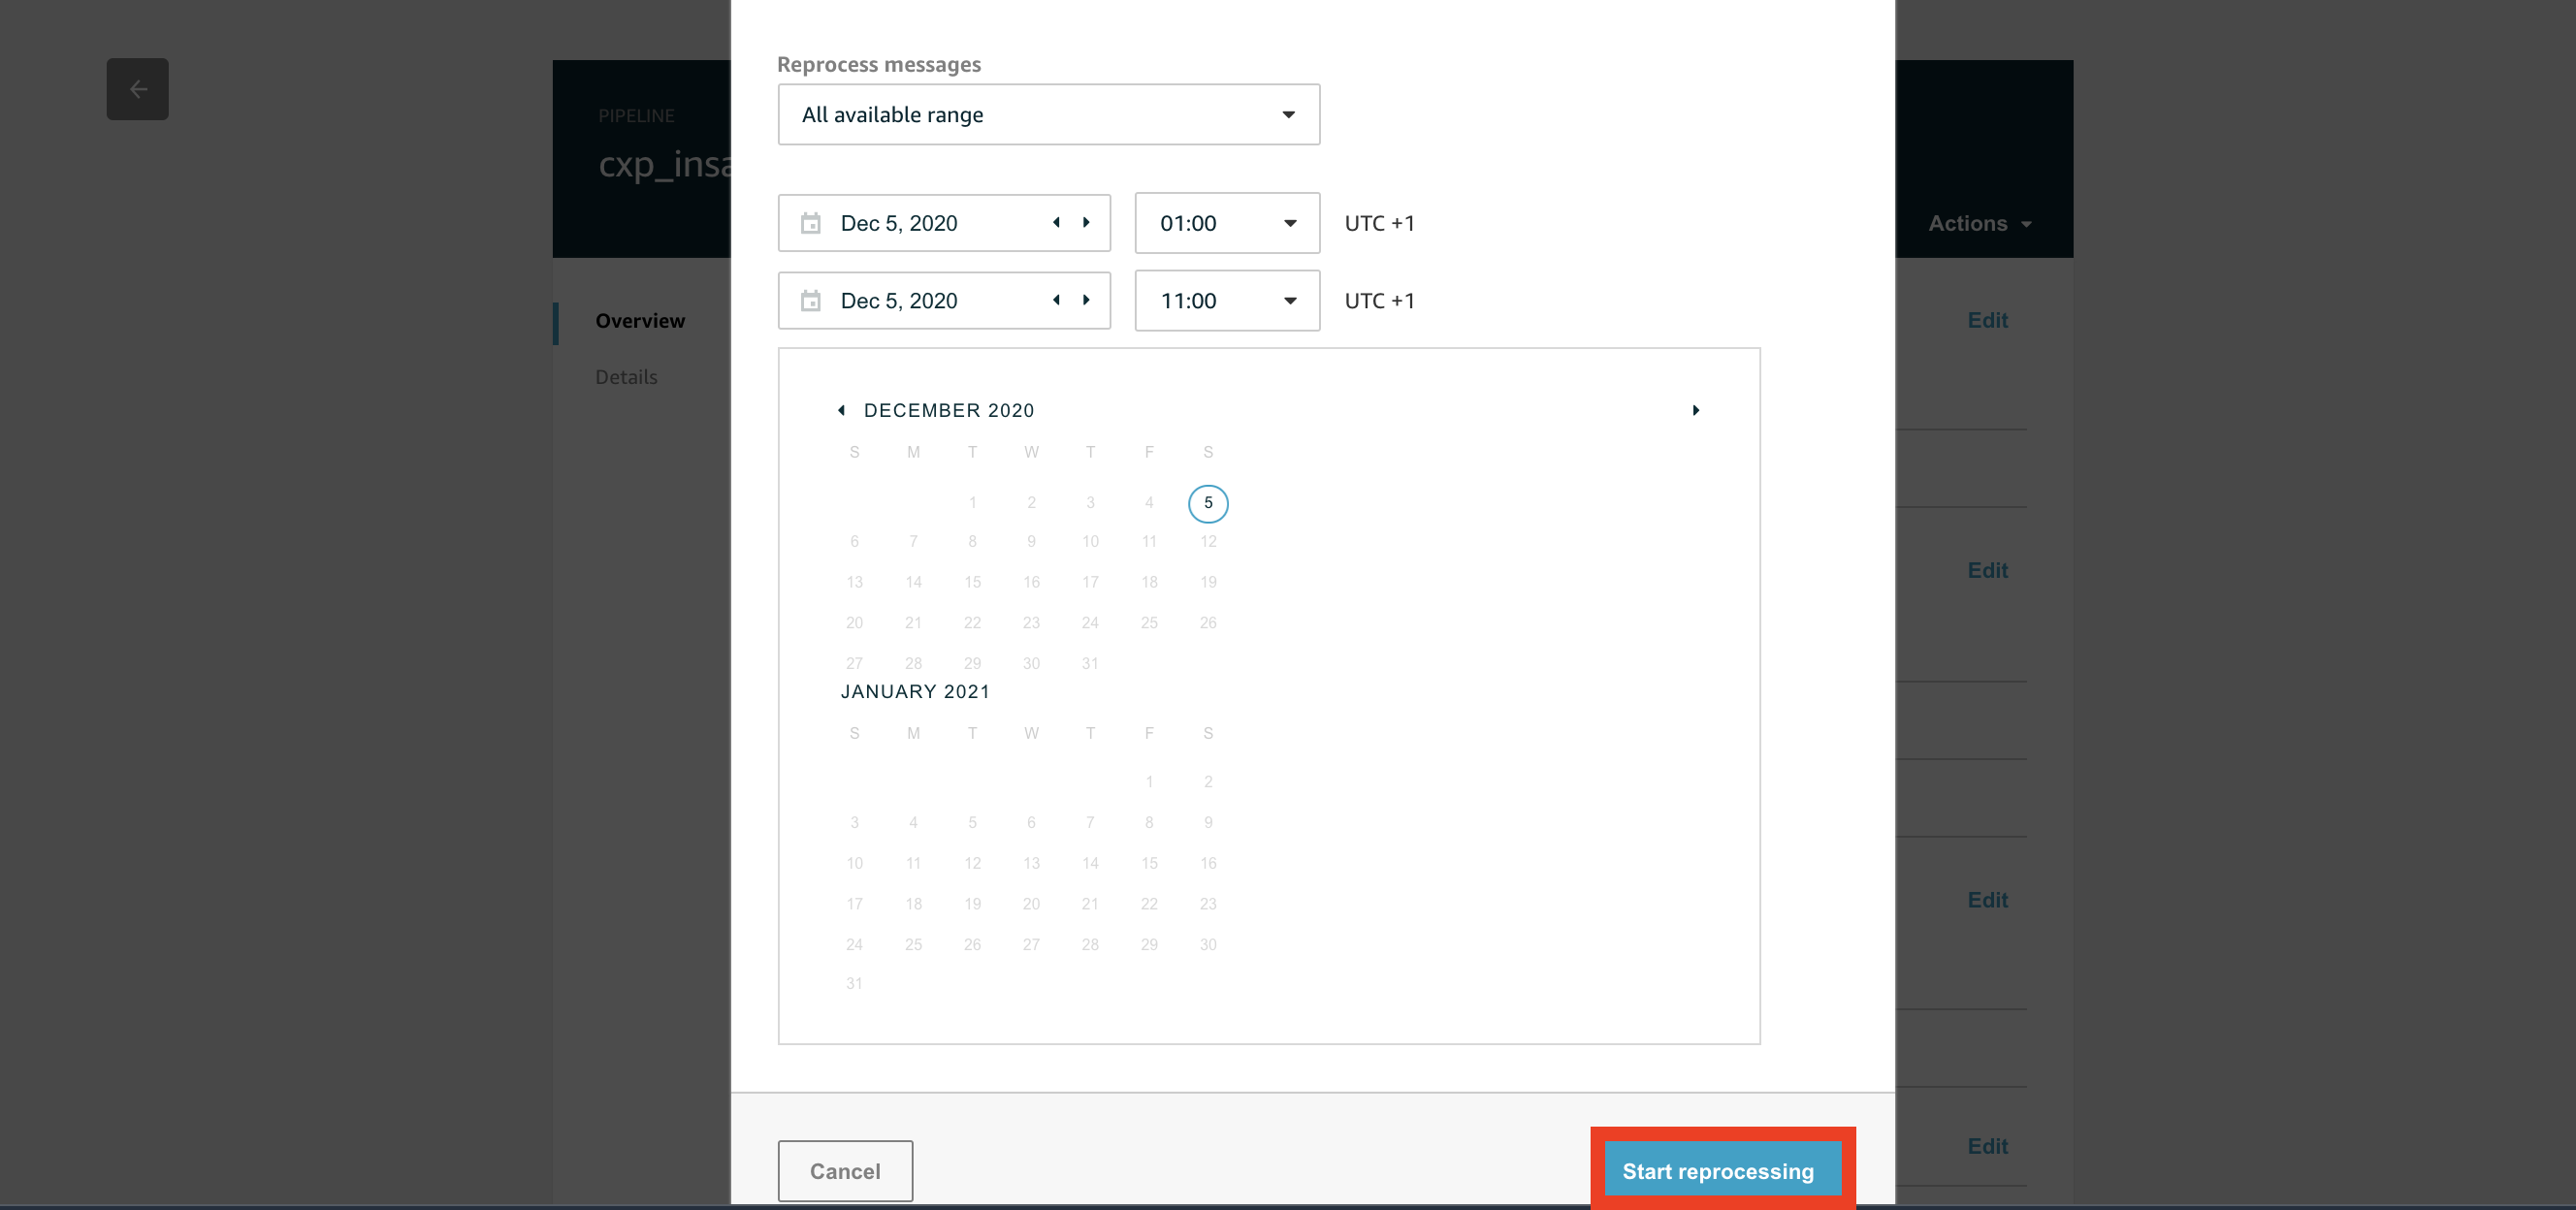 Reprocess messages
All available range
PIPELINE
cxp_insa
Dec 5, 2020 01:00 UTC +1
Actions
Dec 5, 2020 11:00 UTC +1
Overview
Edit
Details
DECEMBER 2020
S M T W T F S
1 2 3 4 5
6 7 8 9 10 11 12
Edit
13 14 15 16 17 18 19
20 21 22 23 24 25 26
27 28 29 30 31
JANUARY 2021
S M T W T F S
1 2
3 4 5 6 7 8 9
10 11 12 13 14 15 16
17 18 19 20 21 22 23
Edit
24 25 26 27 28 29 30
31
Edit
Cancel
Start reprocessing